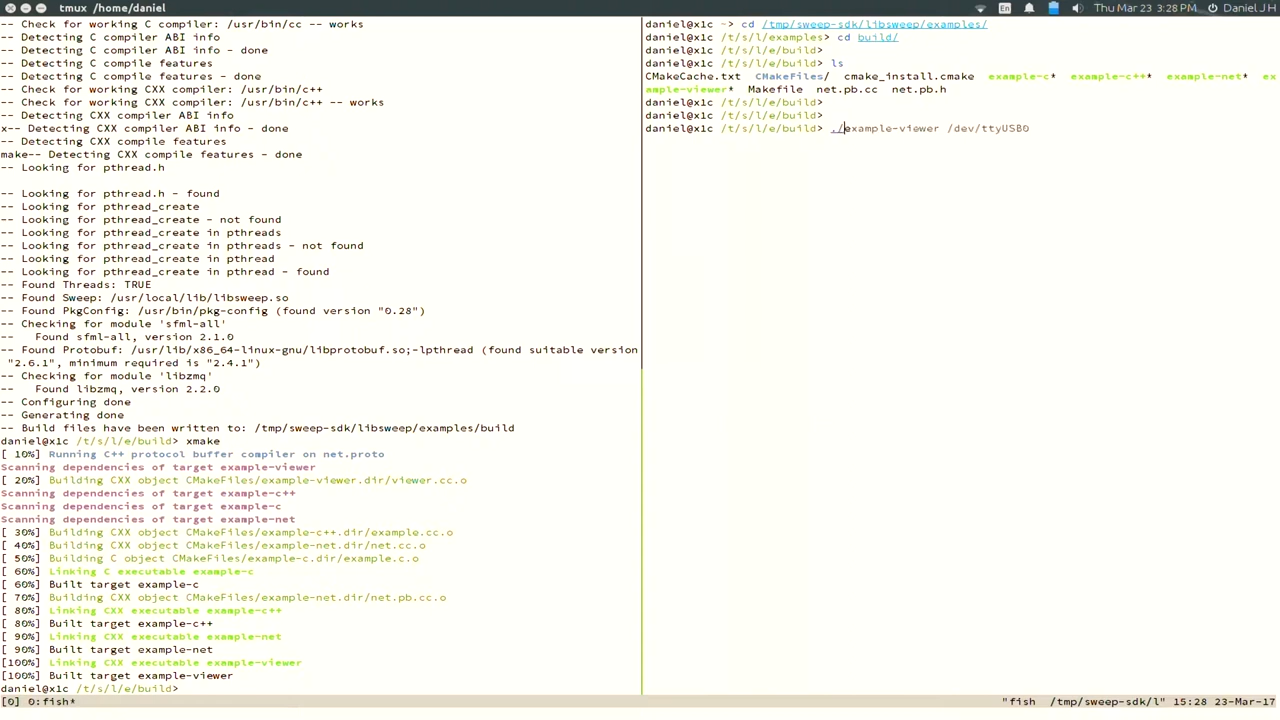 tmux /home/daniel
En
Thu Mar 23 3:28 PM
Daniel J H
-- Check for working C compiler: /usr/bin/cc -- works
-- Detecting C compiler ABI info
-- Detecting C compiler ABI info - done
-- Detecting C compile features
-- Detecting C compile features - done
-- Check for working CXX compiler: /usr/bin/c++
-- Check for working CXX compiler: /usr/bin/c++ -- works
-- Detecting CXX compiler ABI info
x-- Detecting CXX compiler ABI info - done
-- Detecting CXX compile features
make-- Detecting CXX compile features - done
-- Looking for pthread.h
-- Looking for pthread.h - found
-- Looking for pthread_create
-- Looking for pthread_create - not found
-- Looking for pthread_create in pthreads
-- Looking for pthread_create in pthreads - not found
-- Looking for pthread_create in pthread
-- Looking for pthread_create in pthread - found
-- Found Threads: TRUE
-- Found Sweep: /usr/local/lib/libsweep.so
-- Found PkgConfig: /usr/bin/pkg-config (found version "0.28")
-- Checking for module 'sfml-all'
--   Found sfml-all, version 2.1.0
-- Found Protobuf: /usr/lib/x86_64-linux-gnu/libprotobuf.so;-lpthread (found suitable version
"2.6.1", minimum required is "2.4.1")
-- Checking for module 'libzmq'
--   Found libzmq, version 2.2.0
-- Configuring done
-- Generating done
-- Build files have been written to: /tmp/sweep-sdk/libsweep/examples/build
daniel@x1c /t/s/l/e/build> xmake
[ 10%] Running C++ protocol buffer compiler on net.proto
Scanning dependencies of target example-viewer
[ 20%] Building CXX object CMakeFiles/example-viewer.dir/viewer.cc.o
Scanning dependencies of target example-c++
Scanning dependencies of target example-c
Scanning dependencies of target example-net
[ 30%] Building CXX object CMakeFiles/example-c++.dir/example.cc.o
[ 40%] Building CXX object CMakeFiles/example-net.dir/net.cc.o
[ 50%] Building C object CMakeFiles/example-c.dir/example.c.o
[ 60%] Linking C executable example-c
[ 60%] Built target example-c
[ 70%] Building CXX object CMakeFiles/example-net.dir/net.pb.cc.o
[ 80%] Linking CXX executable example-c++
[ 80%] Built target example-c++
[ 90%] Linking CXX executable example-net
[ 90%] Built target example-net
[100%] Linking CXX executable example-viewer
[100%] Built target example-viewer
daniel@x1c /t/s/l/e/build>
daniel@x1c ~> cd /tmp/sweep-sdk/libsweep/examples/
daniel@x1c /t/s/l/examples> cd build/
daniel@x1c /t/s/l/e/build>
daniel@x1c /t/s/l/e/build> ls
CMakeCache.txt  CMakeFiles/  cmake_install.cmake  example-c*  example-c++*  example-net*  ex
ample-viewer*  Makefile  net.pb.cc  net.pb.h
daniel@x1c /t/s/l/e/build>
daniel@x1c /t/s/l/e/build>
daniel@x1c /t/s/l/e/build> ./example-viewer /dev/ttyUSB0
[0] 0:fish*
"fish  /tmp/sweep-sdk/l" 15:28 23-Mar-17